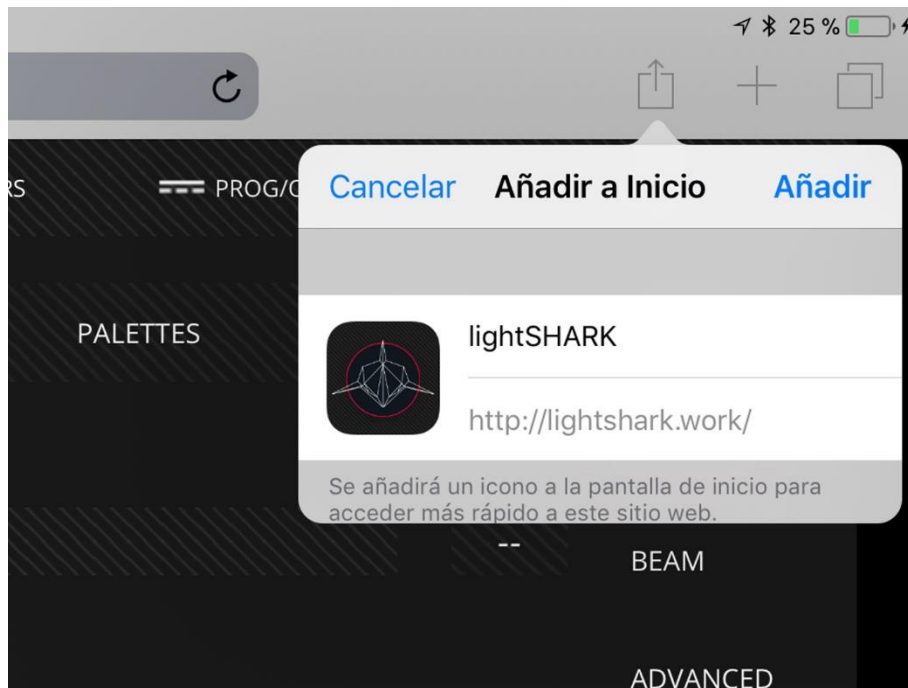 25 %
RS
PROG/C
Cancelar
Añadir a Inicio
Añadir
PALETTES
lightSHARK
http://lightshark.work/
Se añadirá un icono a la pantalla de inicio para
acceder más rápido a este sitio web.
--
BEAM
ADVANCED